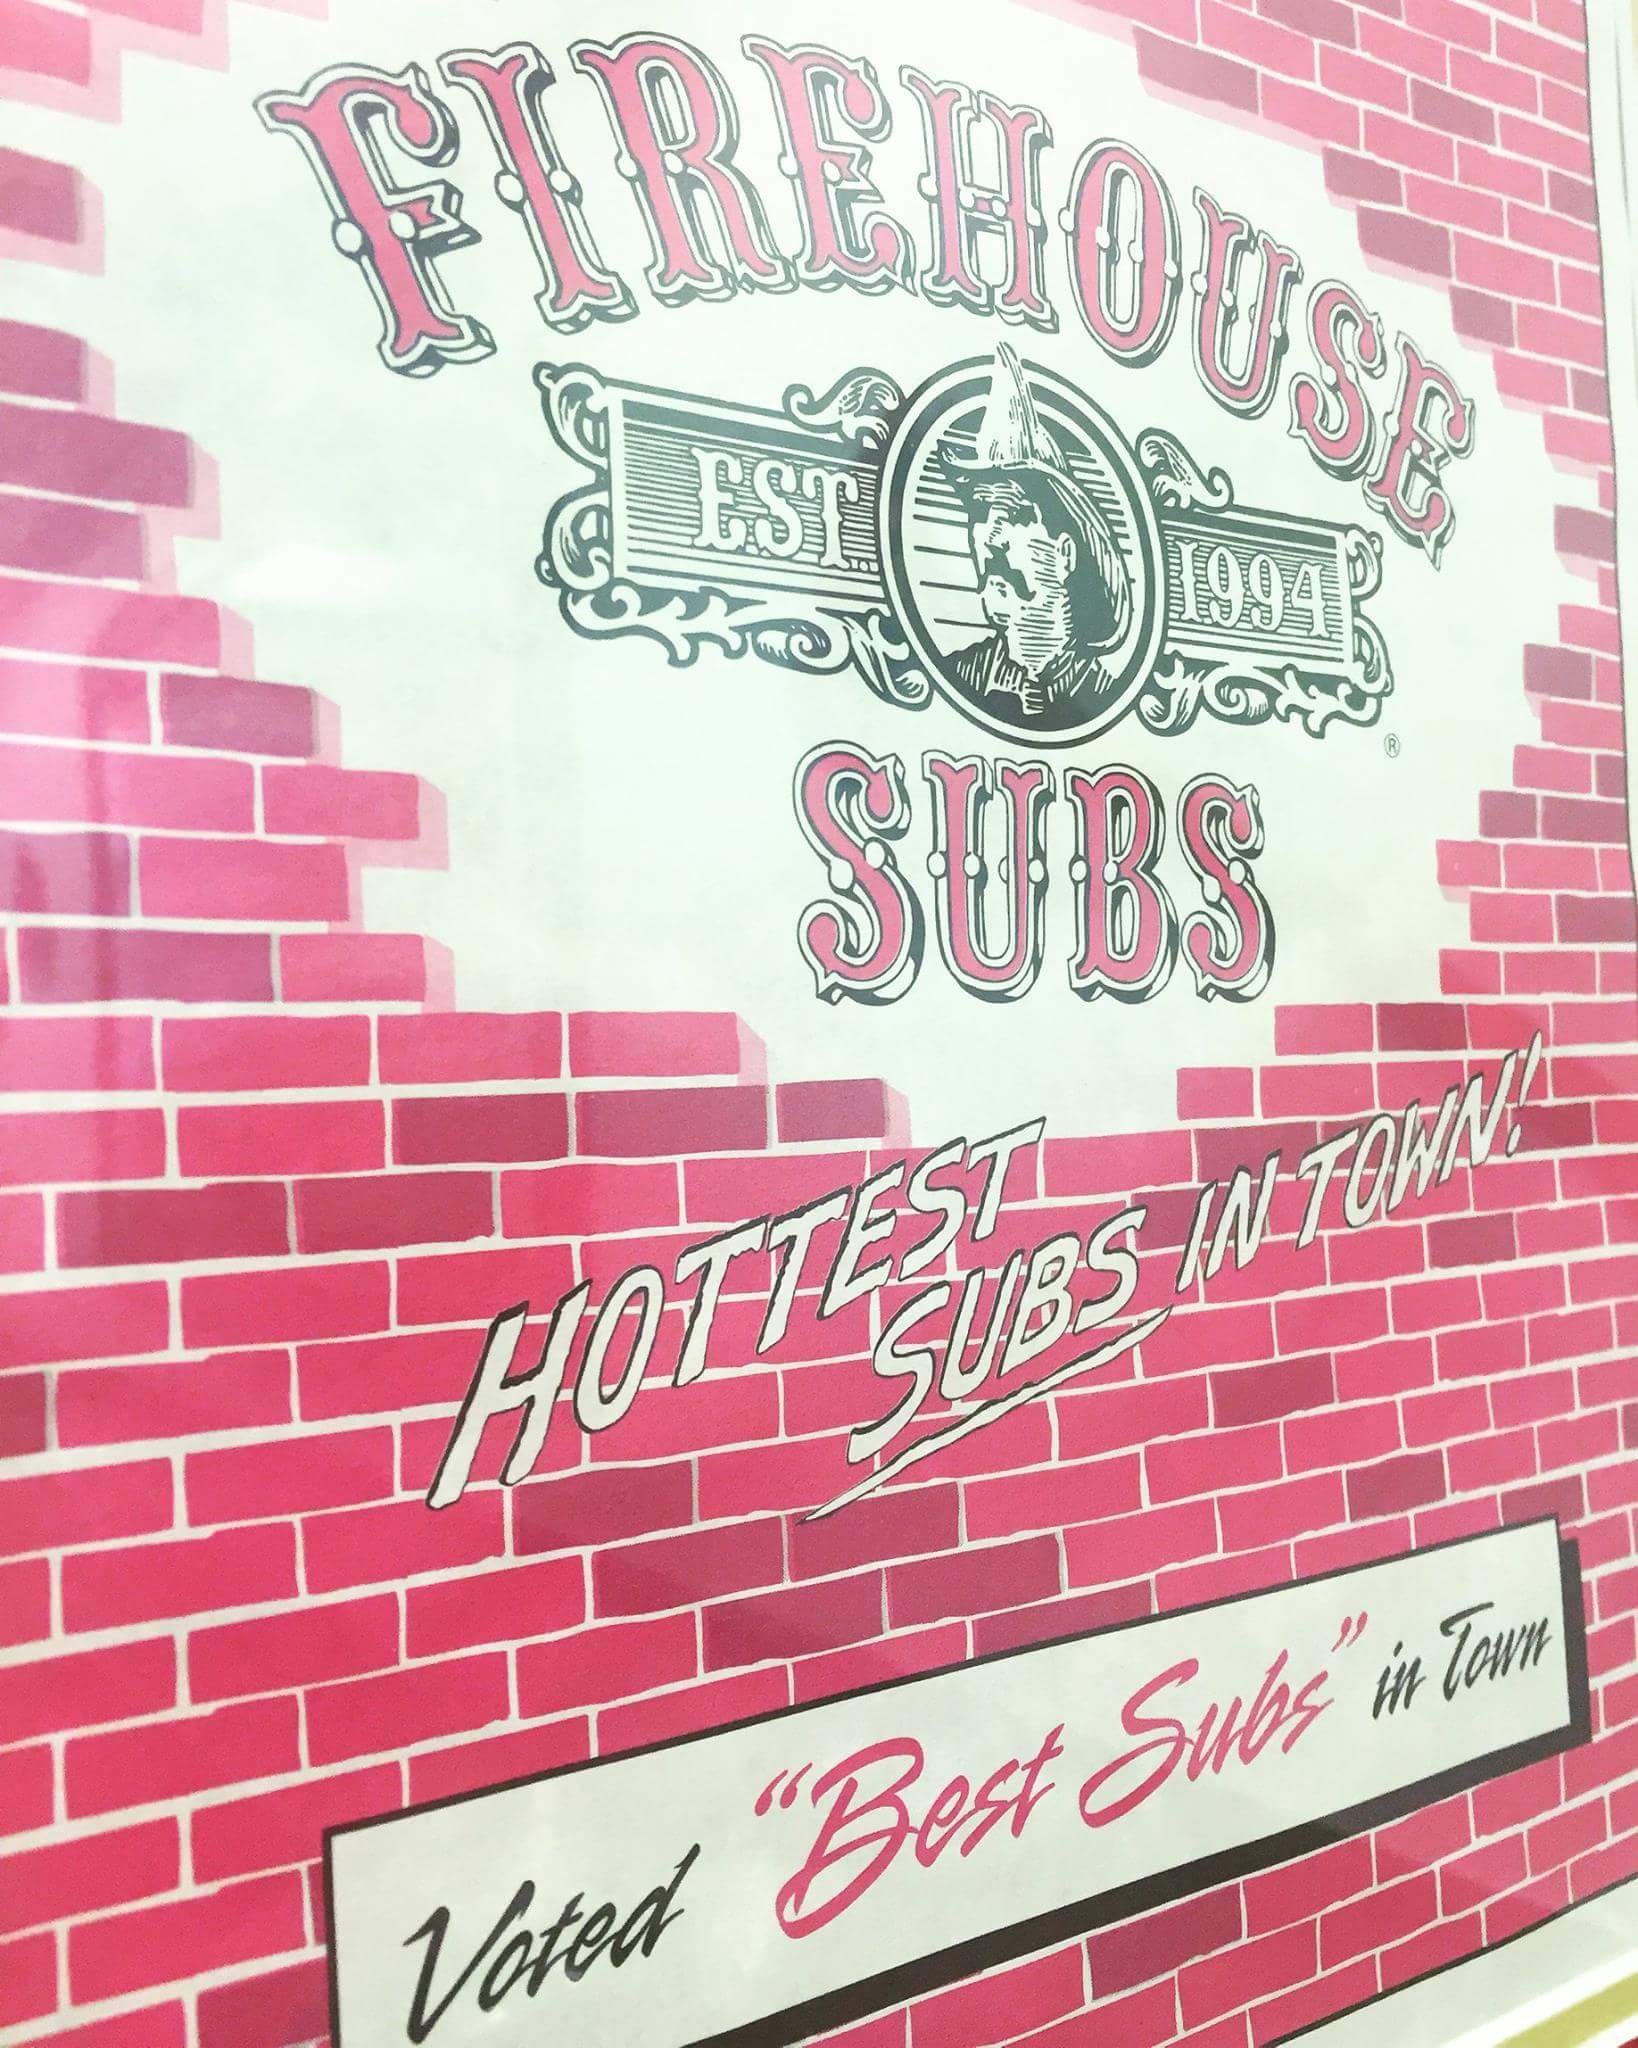 FIREHOUSE
EST. 1994
®
SUBS
HOTTEST
SUBS IN TOWN!
Voted "Best Subs" in Town